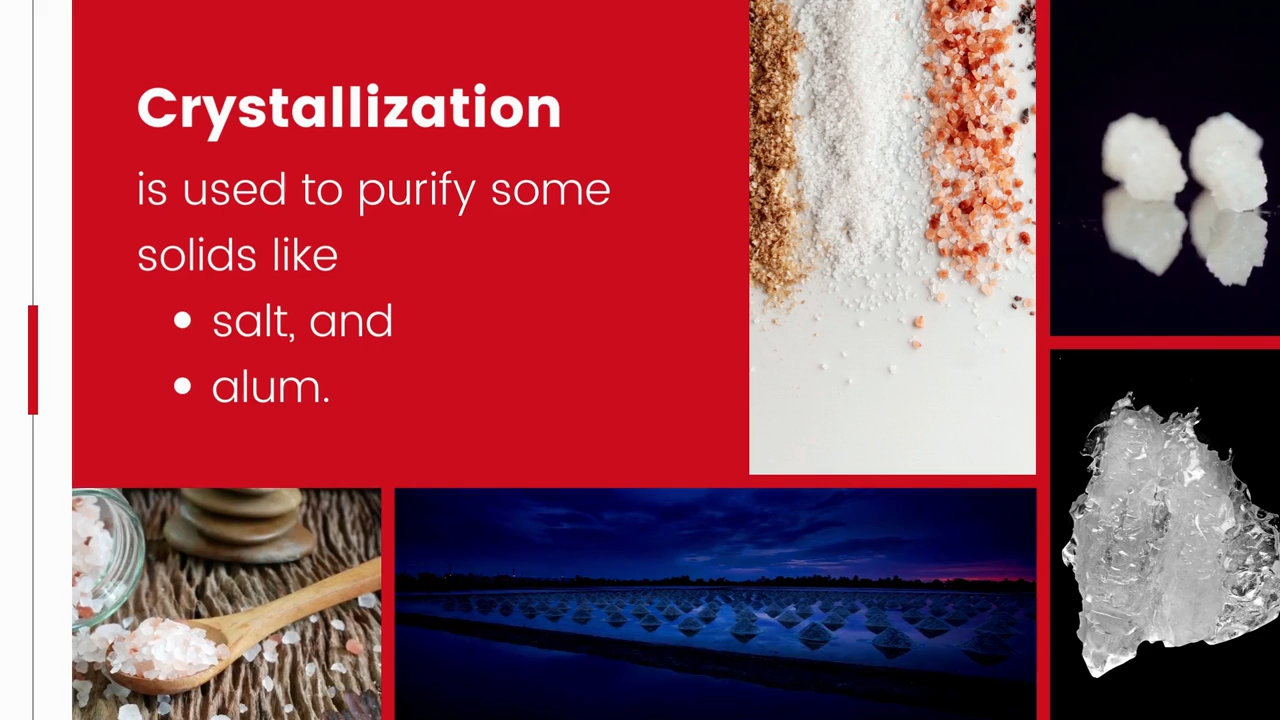 Crystallization
is used to purify some
solids like
• salt, and
• alum.